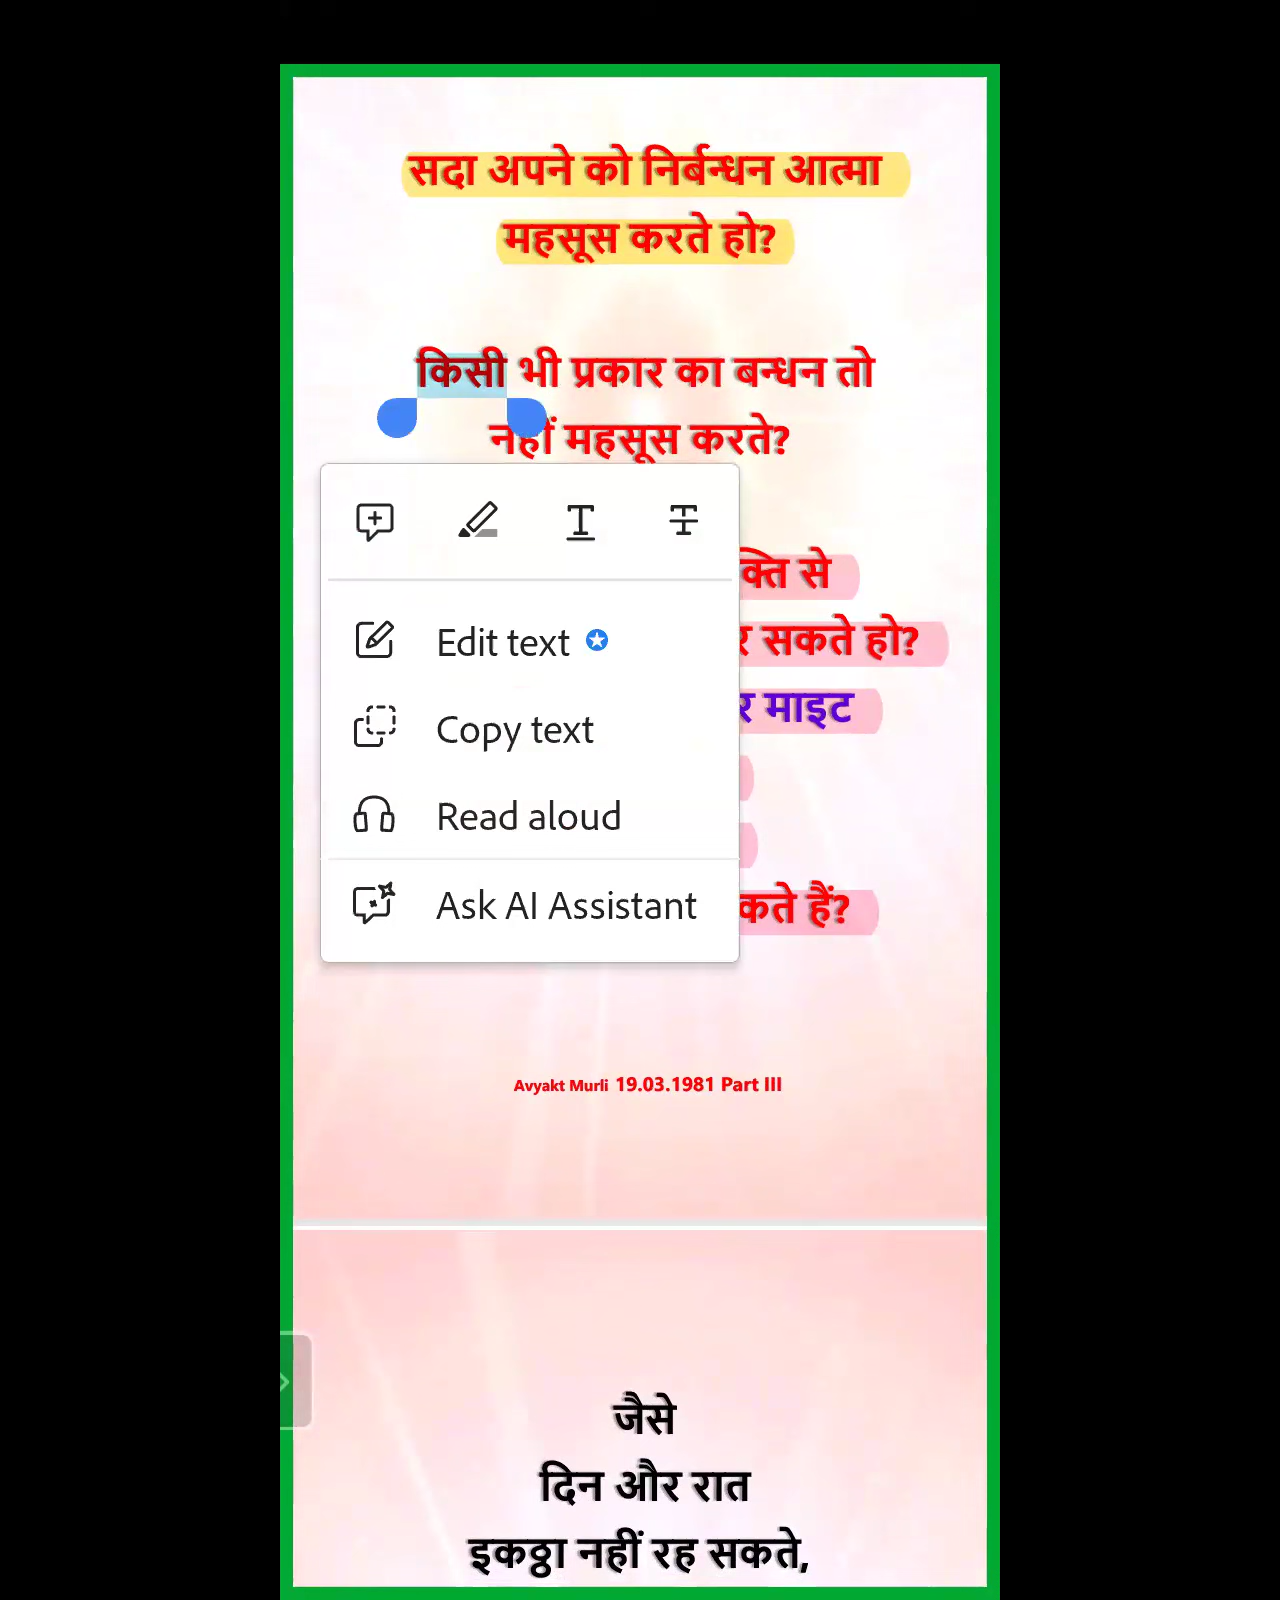 सदा अपने को निर्बन्धन आत्मा
महसूस करते हो?
किसी भी प्रकार का बन्धन तो
नहीं महसूस करते?
से
सकते हो?
माइट
हैं?
Edit text
Copy text
Read aloud
Ask AI Assistant
Avyakt Murli 19.03.1981 Part III
जैसे
दिन और रात
इकठ्ठा नहीं रह सकते,